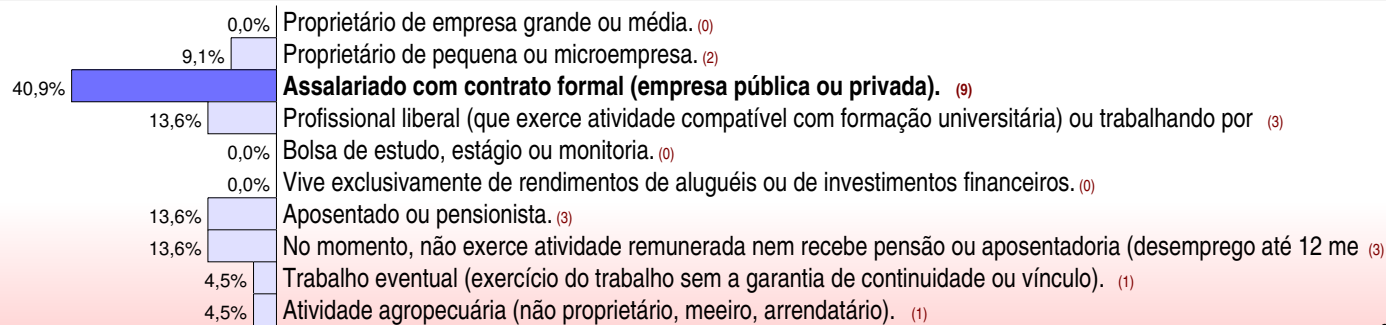 0,0% Proprietário de empresa grande ou média. (0)
9,1% Proprietário de pequena ou microempresa. (2)
40,9% Assalariado com contrato formal (empresa pública ou privada). (9)
13,6% Profissional liberal (que exerce atividade compatível com formação universitária) ou trabalhando por (3)
0,0% Bolsa de estudo, estágio ou monitoria. (0)
0,0% Vive exclusivamente de rendimentos de aluguéis ou de investimentos financeiros. (0)
13,6% Aposentado ou pensionista. (3)
13,6% No momento, não exerce atividade remunerada nem recebe pensão ou aposentadoria (desemprego até 12 me (3)
4,5% Trabalho eventual (exercício do trabalho sem a garantia de continuidade ou vínculo). (1)
4,5% Atividade agropecuária (não proprietário, meeiro, arrendatário). (1)